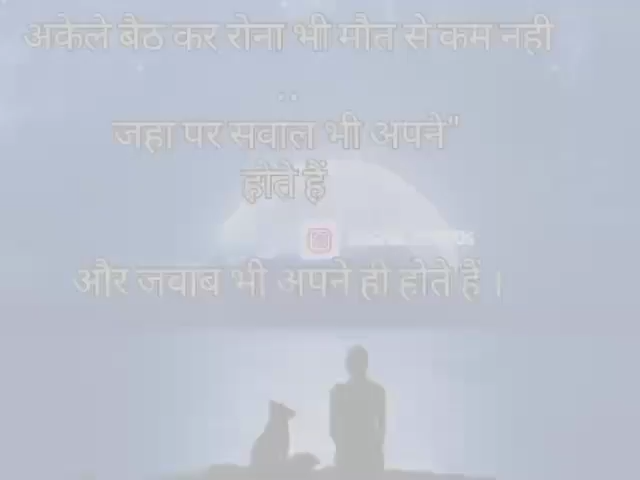 अकेले बैठ कर रोना भी मौत से कम नही
..
जहा पर सवाल भी अपने"
होते हैं
और जवाब भी अपने ही होते हैं ।